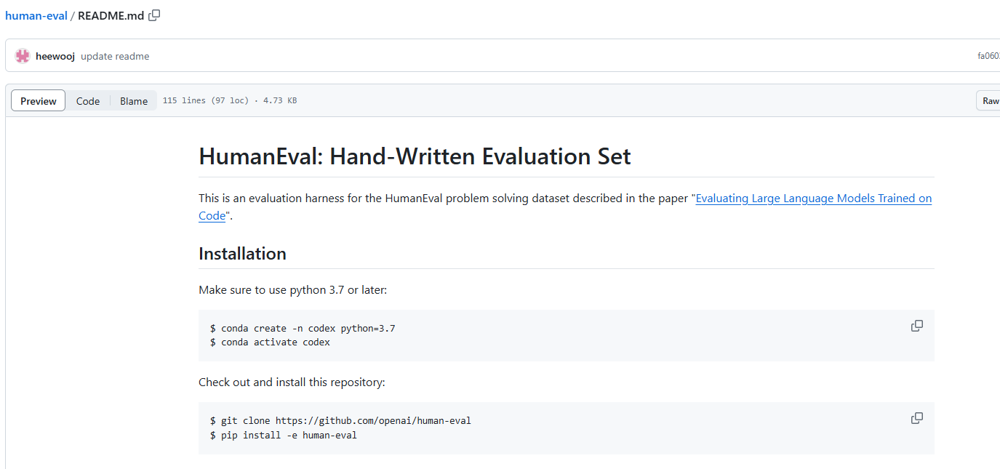 human-eval / README.md
heewooj update readme
fa060
Preview Code Blame 115 lines (97 loc) · 4.73 KB
Raw
HumanEval: Hand-Written Evaluation Set
This is an evaluation harness for the HumanEval problem solving dataset described in the paper "Evaluating Large Language Models Trained on
Code".
Installation
Make sure to use python 3.7 or later:
$ conda create -n codex python=3.7
$ conda activate codex
Check out and install this repository:
$ git clone https://github.com/openai/human-eval
$ pip install -e human-eval